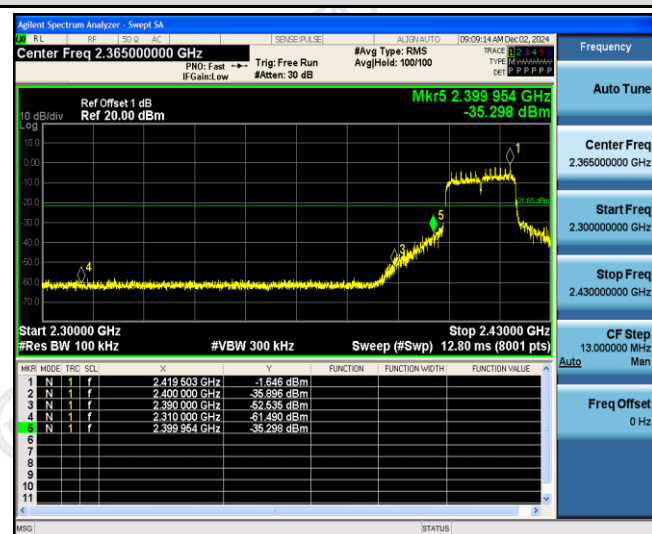 Agilent Spectrum Analyzer - Swept SA
RL RF 50 Ω AC SENSE:PULSE ALIGN AUTO 09:09:14 AM Dec 02, 2024
Center Freq 2.365000000 GHz
PNO: Fast
IFGain:Low
Trig: Free Run
#Atten: 30 dB
#Avg Type: RMS
Avg|Hold: 100/100
TRACE 1 2 3 4 5 6
TYPE M
DET P P P P P P
Ref Offset 1 dB
Ref 20.00 dBm
10 dB/div
Log
Mkr5 2.399 954 GHz
-35.298 dBm
10.0
0.00
-10.0
-20.0
-30.0
-40.0
-50.0
-60.0
-70.0
1
-21.65 dBm
5
3
4
Start 2.30000 GHz Stop 2.43000 GHz
#Res BW 100 kHz #VBW 300 kHz Sweep (#Swp) 12.80 ms (8001 pts)
MKR MODE TRC SCL X Y FUNCTION FUNCTION WIDTH FUNCTION VALUE
1 N 1 f 2.419 503 GHz -1.646 dBm
2 N 1 f 2.400 000 GHz -35.896 dBm
3 N 1 f 2.390 000 GHz -52.535 dBm
4 N 1 f 2.310 000 GHz -61.490 dBm
5 N 1 f 2.399 954 GHz -35.298 dBm
6
7
8
9
10
11
MSG STATUS
Frequency
Auto Tune
Center Freq
2.365000000 GHz
Start Freq
2.300000000 GHz
Stop Freq
2.430000000 GHz
CF Step
13.000000 MHz
Auto Man
Freq Offset
0 Hz